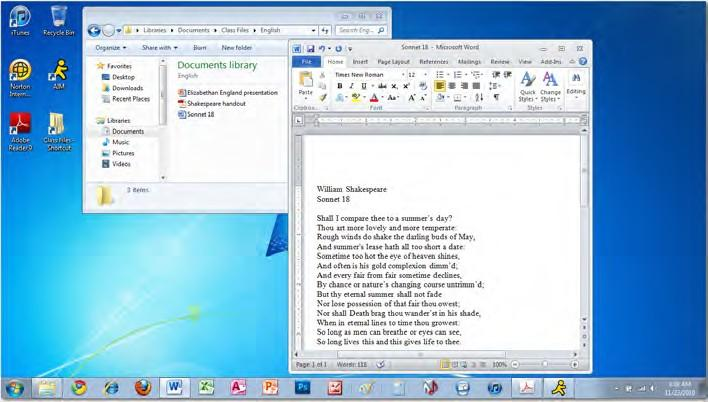 iTunes
Recycle Bin
Norton Intern...
AIM
Adobe Reader 9
Class Files - Shortcut
Libraries
Documents
Class Files
English
Search Eng...
Organize
Share with
Burn
New folder
Favorites
Desktop
Downloads
Recent Places
Libraries
Documents
Music
Pictures
Videos
Documents library
English
Elizabethan England presentation
Shakespeare handout
Sonnet 18
3 items
Sonnet 18 - Microsoft Word
File
Home
Insert
Page Layout
References
Mailings
Review
View
Add-Ins
Paste
Times New Roman
12
B I U
Aa
A
A
Quick Styles
Change Styles
Editing
Clipboa...
Font
Paragraph
Styles
William Shakespeare
Sonnet 18
Shall I compare thee to a summer's day?
Thou art more lovely and more temperate:
Rough winds do shake the darling buds of May,
And summer's lease hath all too short a date:
Sometime too hot the eye of heaven shines,
And often is his gold complexion dimm'd;
And every fair from fair sometime declines,
By chance or nature's changing course untrimm'd;
But thy eternal summer shall not fade
Nor lose possession of that fair thou owest;
Nor shall Death brag thou wander'st in his shade,
When in eternal lines to time thou growest:
So long as men can breathe or eyes can see,
So long lives this and this gives life to thee.
Page: 1 of 1
Words: 118
100%
11/23/2010